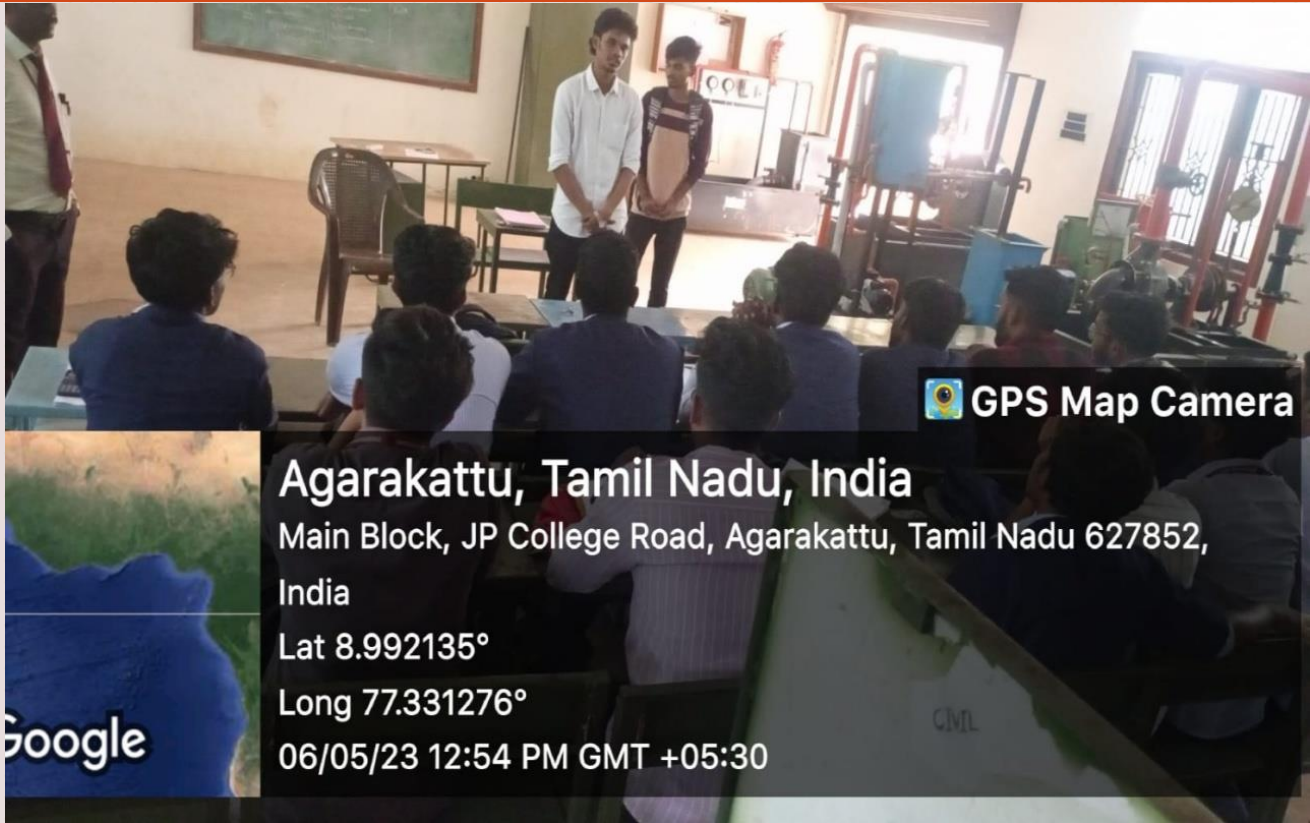 GPS Map Camera
Agarakattu, Tamil Nadu, India
Main Block, JP College Road, Agarakattu, Tamil Nadu 627852,
India
Lat 8.992135°
Long 77.331276°
06/05/23 12:54 PM GMT +05:30
Google
CIVIL